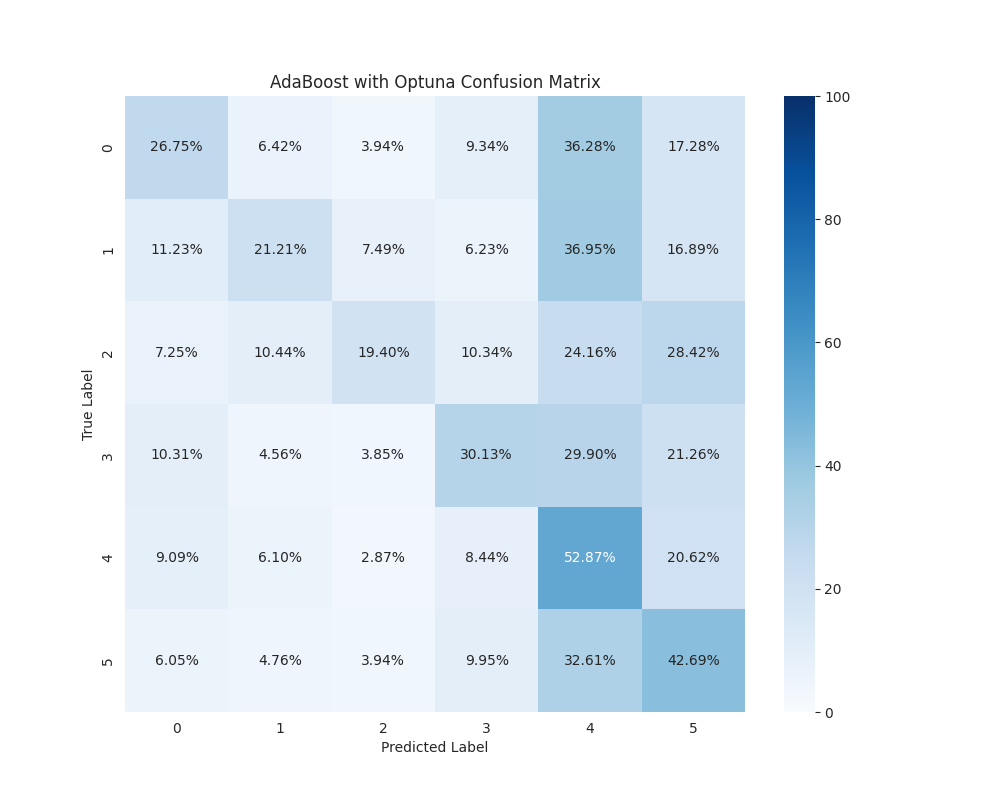 AdaBoost with Optuna Confusion Matrix
True Label
0 26.75% 6.42% 3.94% 9.34% 36.28% 17.28%
1 11.23% 21.21% 7.49% 6.23% 36.95% 16.89%
2 7.25% 10.44% 19.40% 10.34% 24.16% 28.42%
3 10.31% 4.56% 3.85% 30.13% 29.90% 21.26%
4 9.09% 6.10% 2.87% 8.44% 52.87% 20.62%
5 6.05% 4.76% 3.94% 9.95% 32.61% 42.69%
0 1 2 3 4 5
Predicted Label
100
80
60
40
20
0